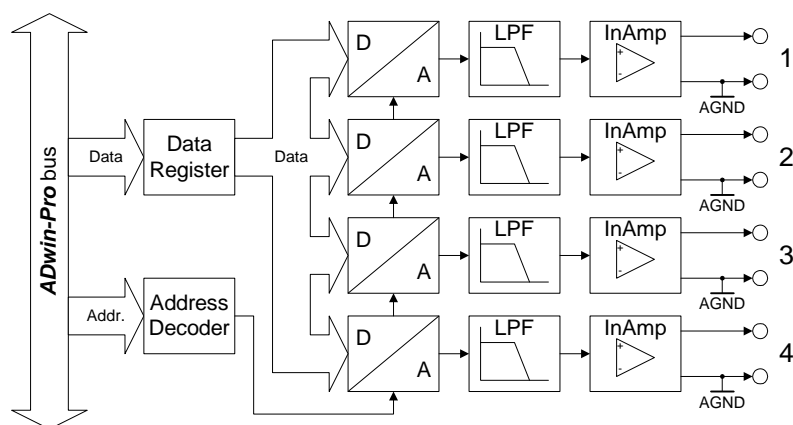 ADwin-Pro bus
Data
Data Register
Data
Addr.
Address Decoder
D
A
LPF
InAmp
+
-
AGND
1
D
A
LPF
InAmp
+
-
AGND
2
D
A
LPF
InAmp
+
-
AGND
3
D
A
LPF
InAmp
+
-
AGND
4